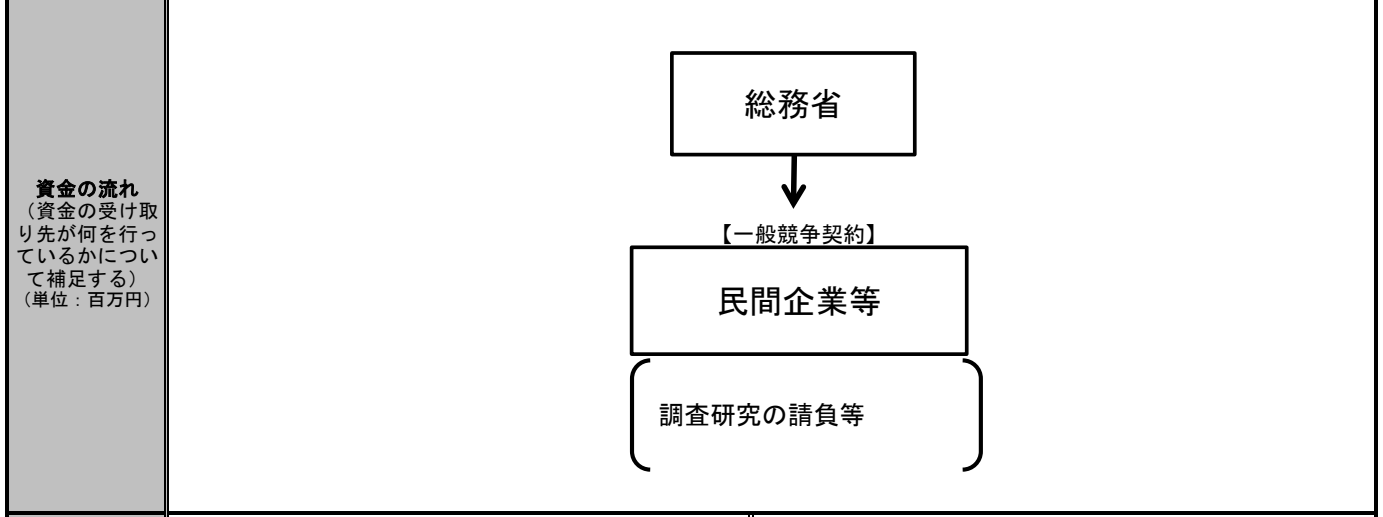 資金の流れ
（資金の受け取
り先が何を行っ
ているかについ
て補足する）
（単位：百万円）
総務省
【一般競争契約】
民間企業等
調査研究の請負等